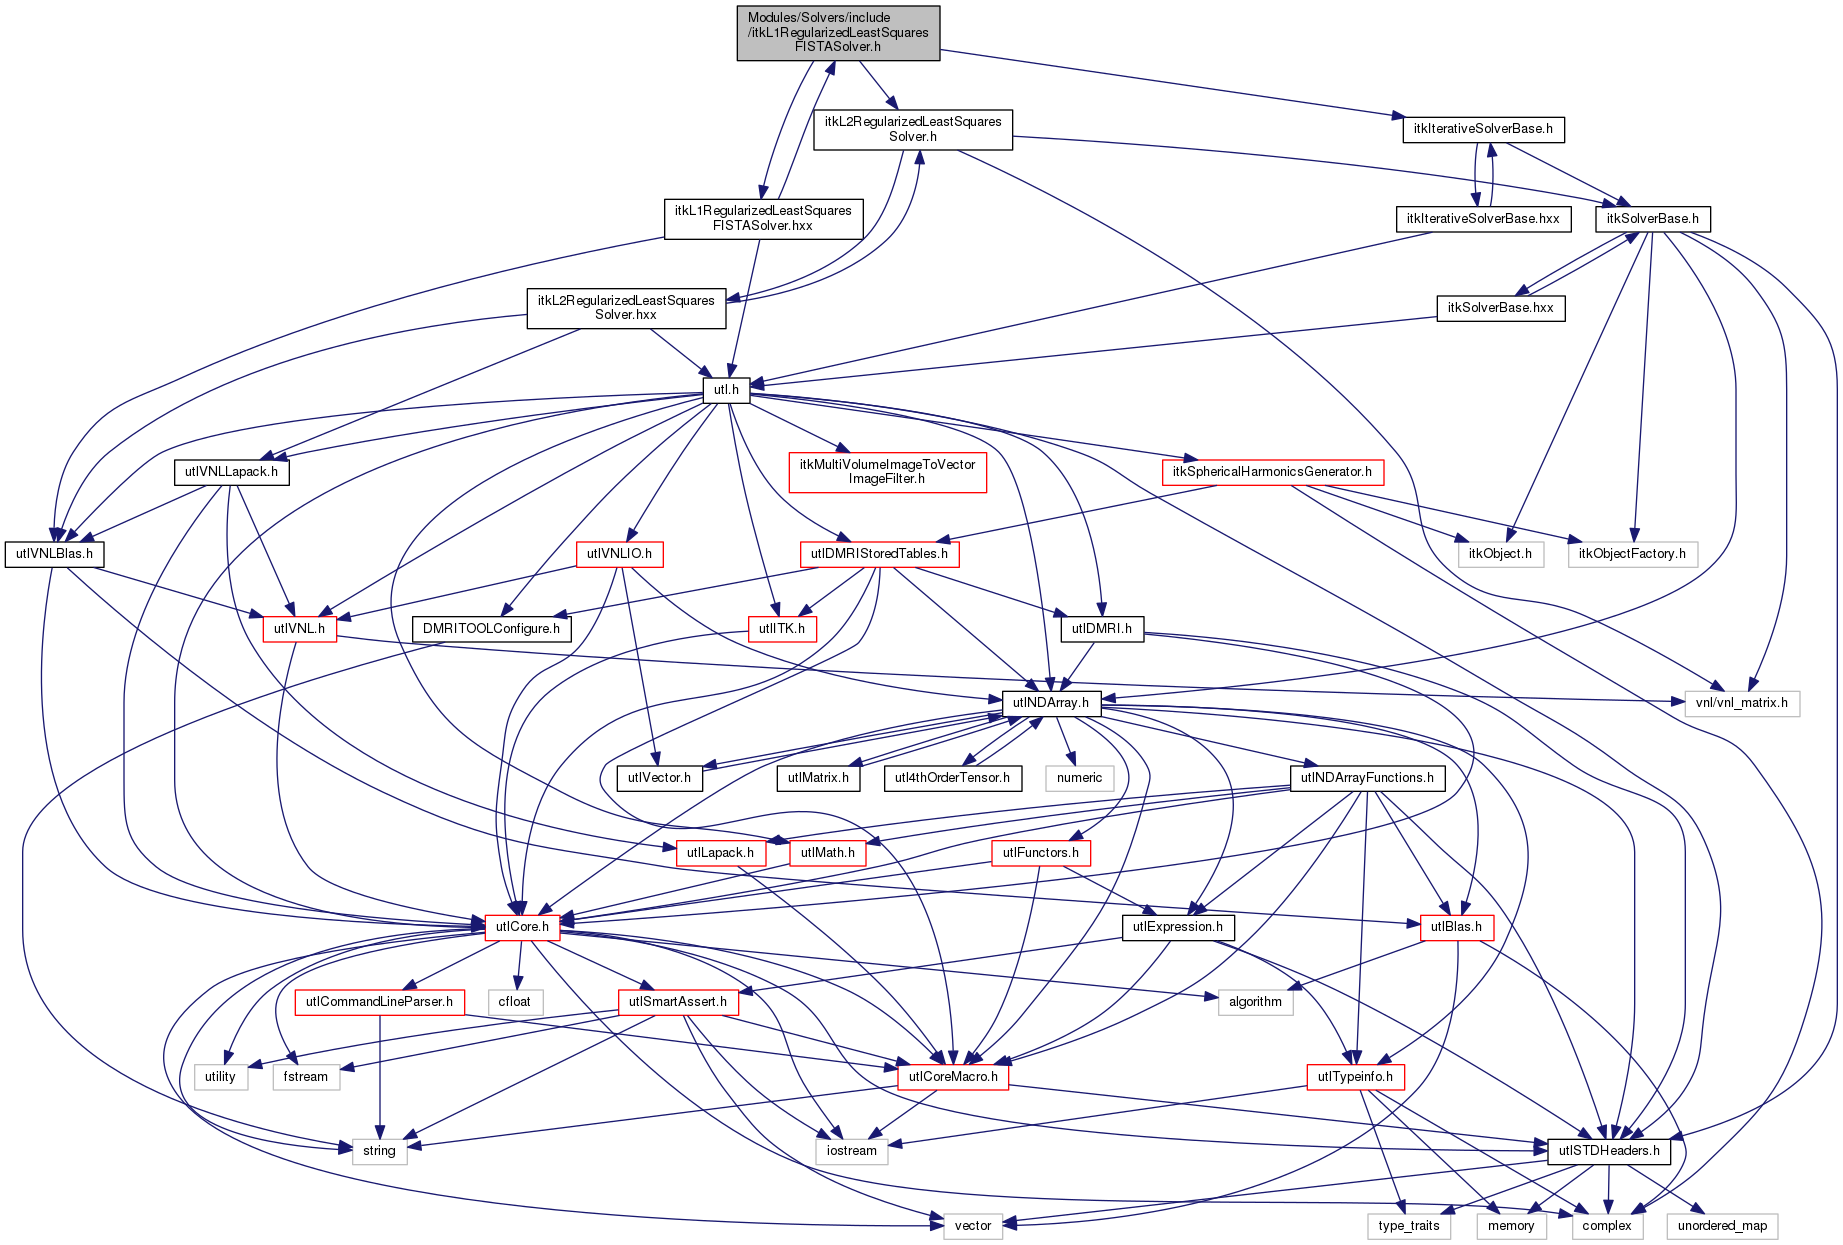 Modules/Solvers/include
/itkL1RegularizedLeastSquares
FISTASolver.h
itkL2RegularizedLeastSquares
Solver.h
itkIterativeSolverBase.h
itkL1RegularizedLeastSquares
FISTASolver.hxx
itkIterativeSolverBase.hxx
itkSolverBase.h
itkL2RegularizedLeastSquares
Solver.hxx
itkSolverBase.hxx
utl.h
utlVNLLapack.h
itkMultiVolumeImageToVector
ImageFilter.h
itkSphericalHarmonicsGenerator.h
utlVNLBlas.h
utlVNLIO.h
utlDMRIStoredTables.h
itkObject.h
itkObjectFactory.h
utlVNL.h
DMRITOOLConfigure.h
utlITK.h
utlDMRI.h
utlNDArray.h
vnl/vnl_matrix.h
utlVector.h
utlMatrix.h
utl4thOrderTensor.h
numeric
utlNDArrayFunctions.h
utlLapack.h
utlMath.h
utlFunctors.h
utlCore.h
utlExpression.h
utlBlas.h
utlCommandLineParser.h
cfloat
utlSmartAssert.h
algorithm
utility
fstream
utlCoreMacro.h
utlTypeinfo.h
string
iostream
utlSTDHeaders.h
vector
type_traits
memory
complex
unordered_map